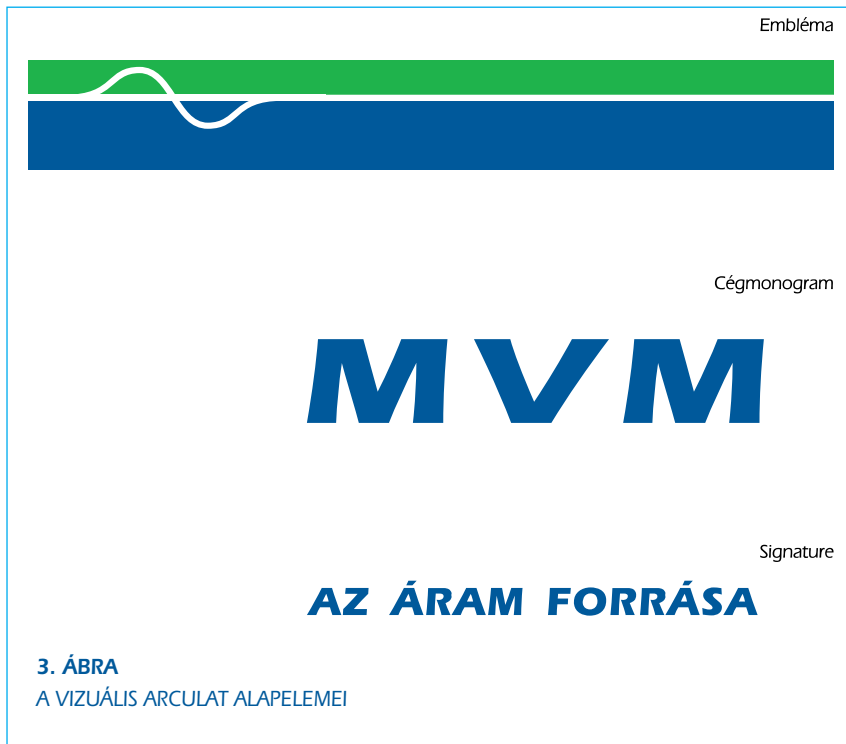 Embléma
Cégmonogram
MVM
Signature
AZ ÁRAM FORRÁSA
3. ÁBRA
A VIZUÁLIS ARCULAT ALAPELEMEI